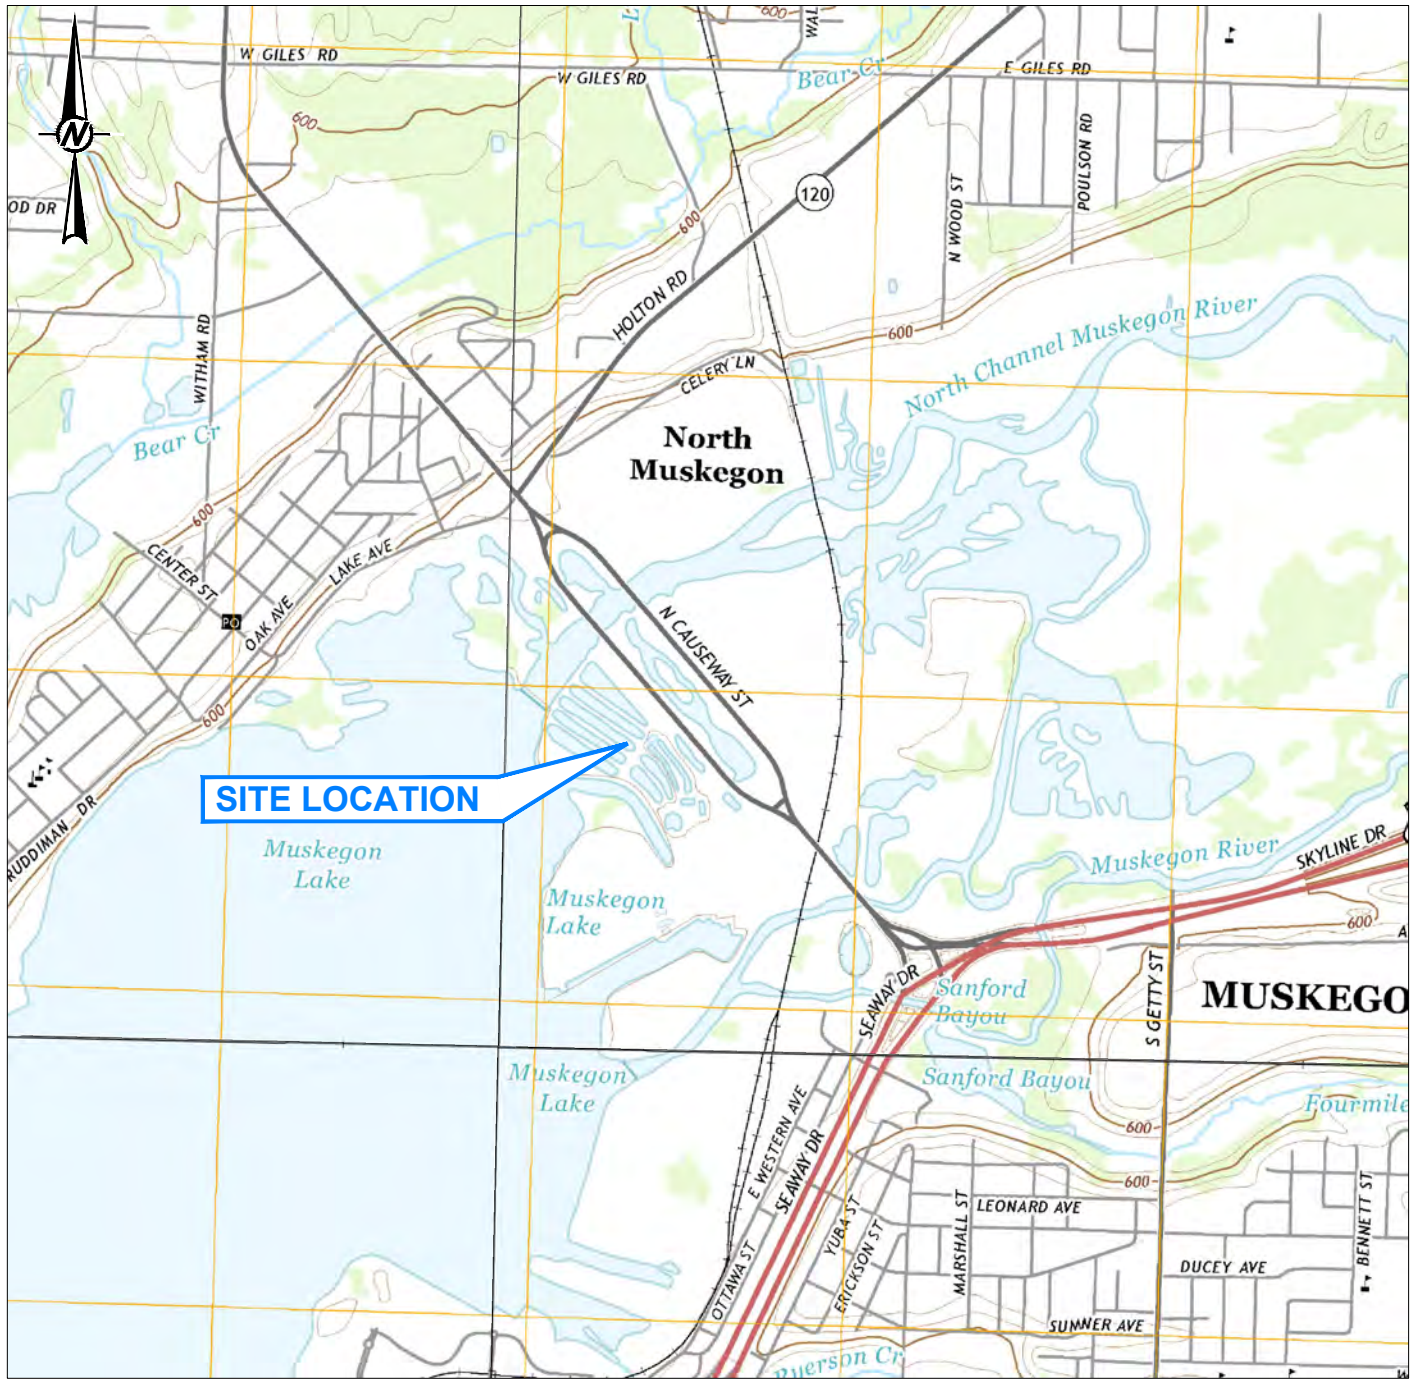 600
WAL
W GILES RD
W GILES RD
Bear Cr
E GILES RD
N
600
POULSON RD
120
OD DR
N WOOD ST
600
HOLTON RD
WITHAM RD
600
North Channel Muskegon River
CELERY LN
Bear Cr
North
Muskegon
600
CENTER ST
LAKE AVE
PO
OAK AVE
N CAUSEWAY ST
600
SITE LOCATION
RUDDIMAN DR
Muskegon
Lake
Muskegon River
SKYLINE DR
Muskegon
Lake
600
A
SEAWAY DR
Sanford
Bayou
S GETTY ST
MUSKEGO
Muskegon
Lake
Sanford Bayou
Fourmile
600
E WESTERN AVE
SEAWAY DR
600
YUBA ST
ERICKSON ST
MARSHALL ST
LEONARD AVE
BENNETT ST
OTTAWA ST
DUCEY AVE
SUMNER AVE
Ryerson Cr